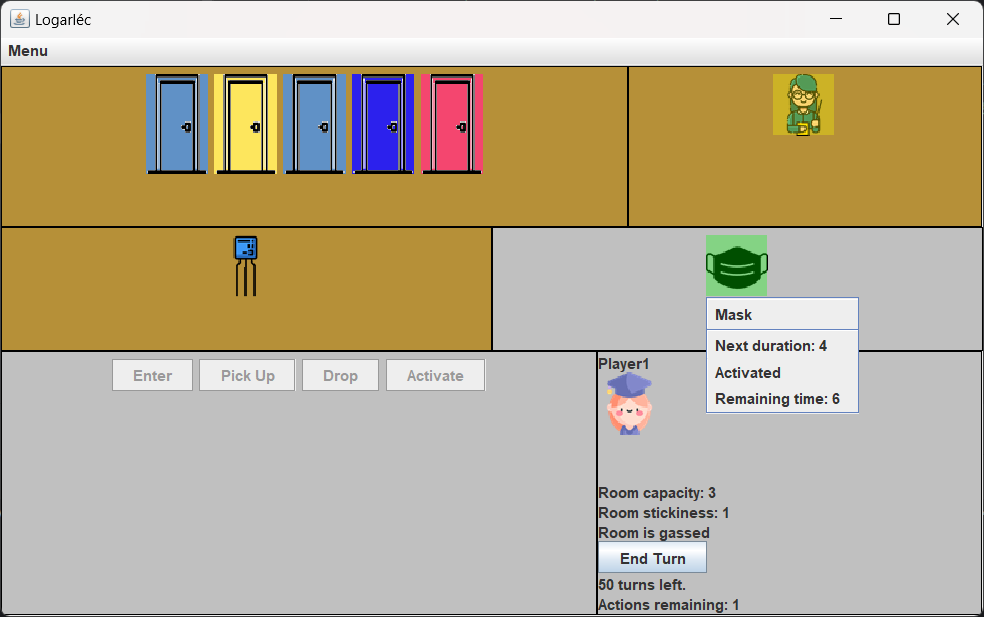 Logarléc
Menu
Mask
Next duration: 4
Activated
Remaining time: 6
Enter
Pick Up
Drop
Activate
Player1
Room capacity: 3
Room stickiness: 1
Room is gassed
End Turn
50 turns left.
Actions remaining: 1